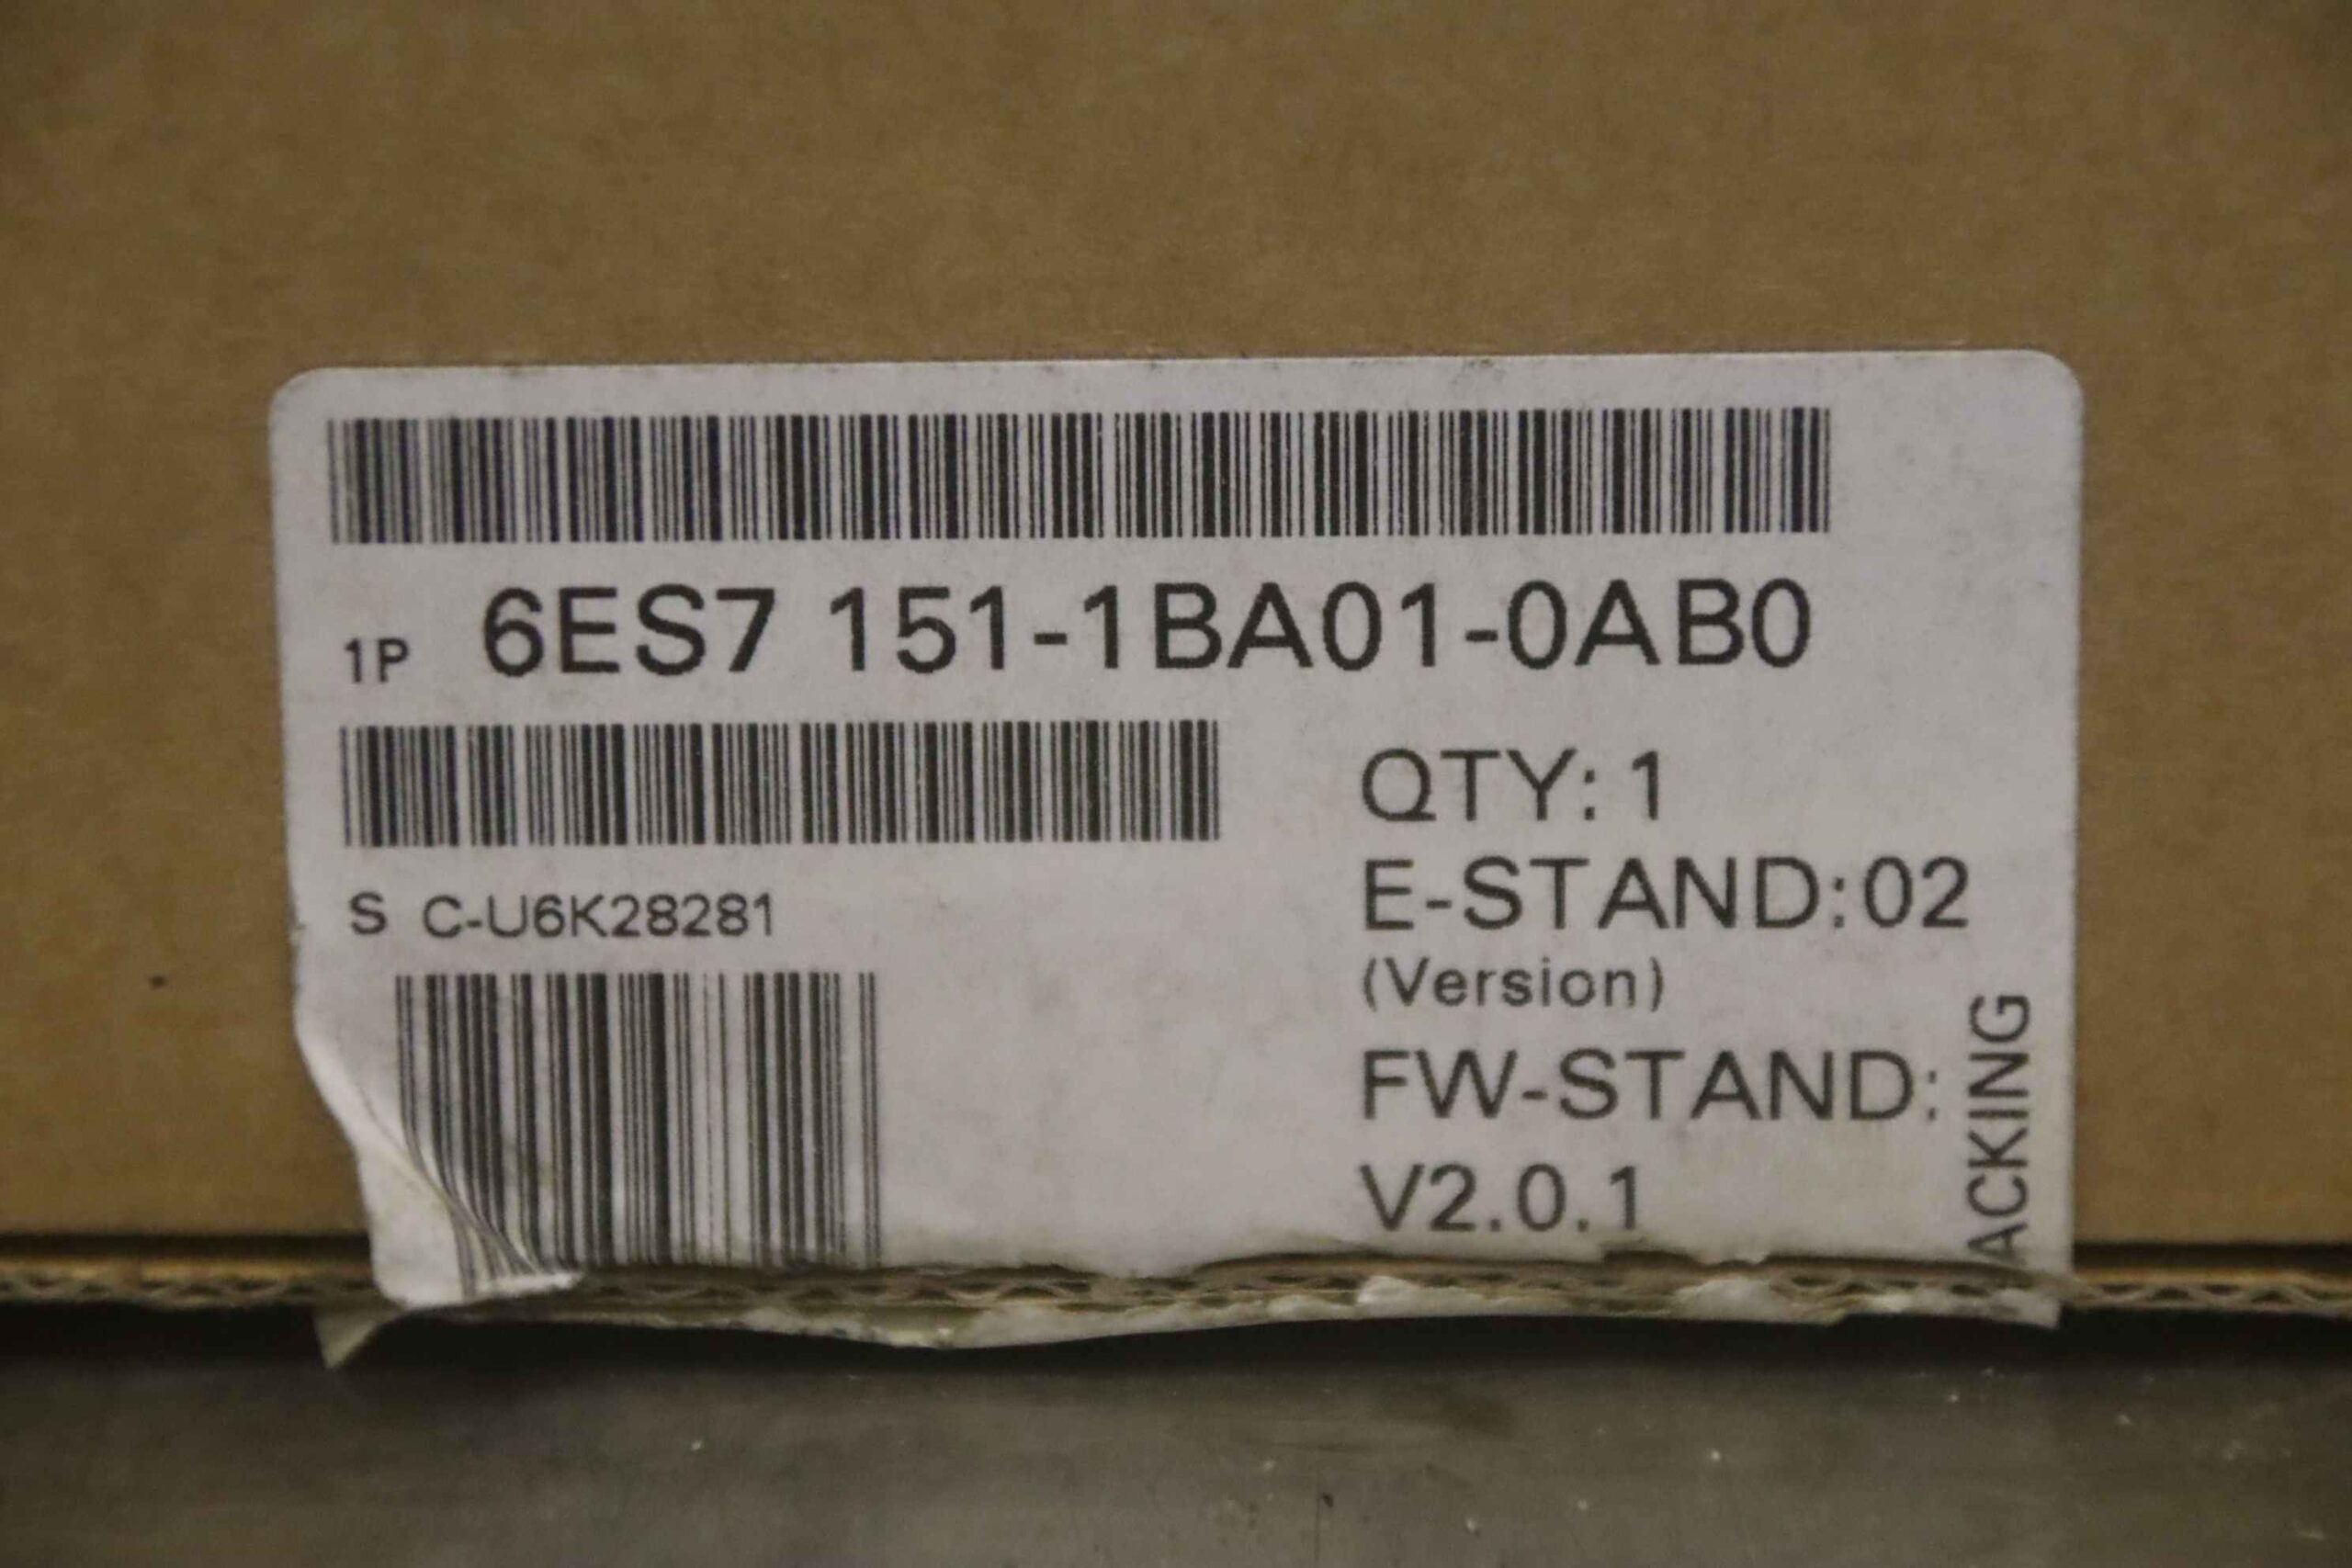 1P 6ES7 151-1BA01-0AB0
S C-U6K28281
QTY: 1
E-STAND:02
(Version)
FW-STAND:
V2.0.1
ACKING